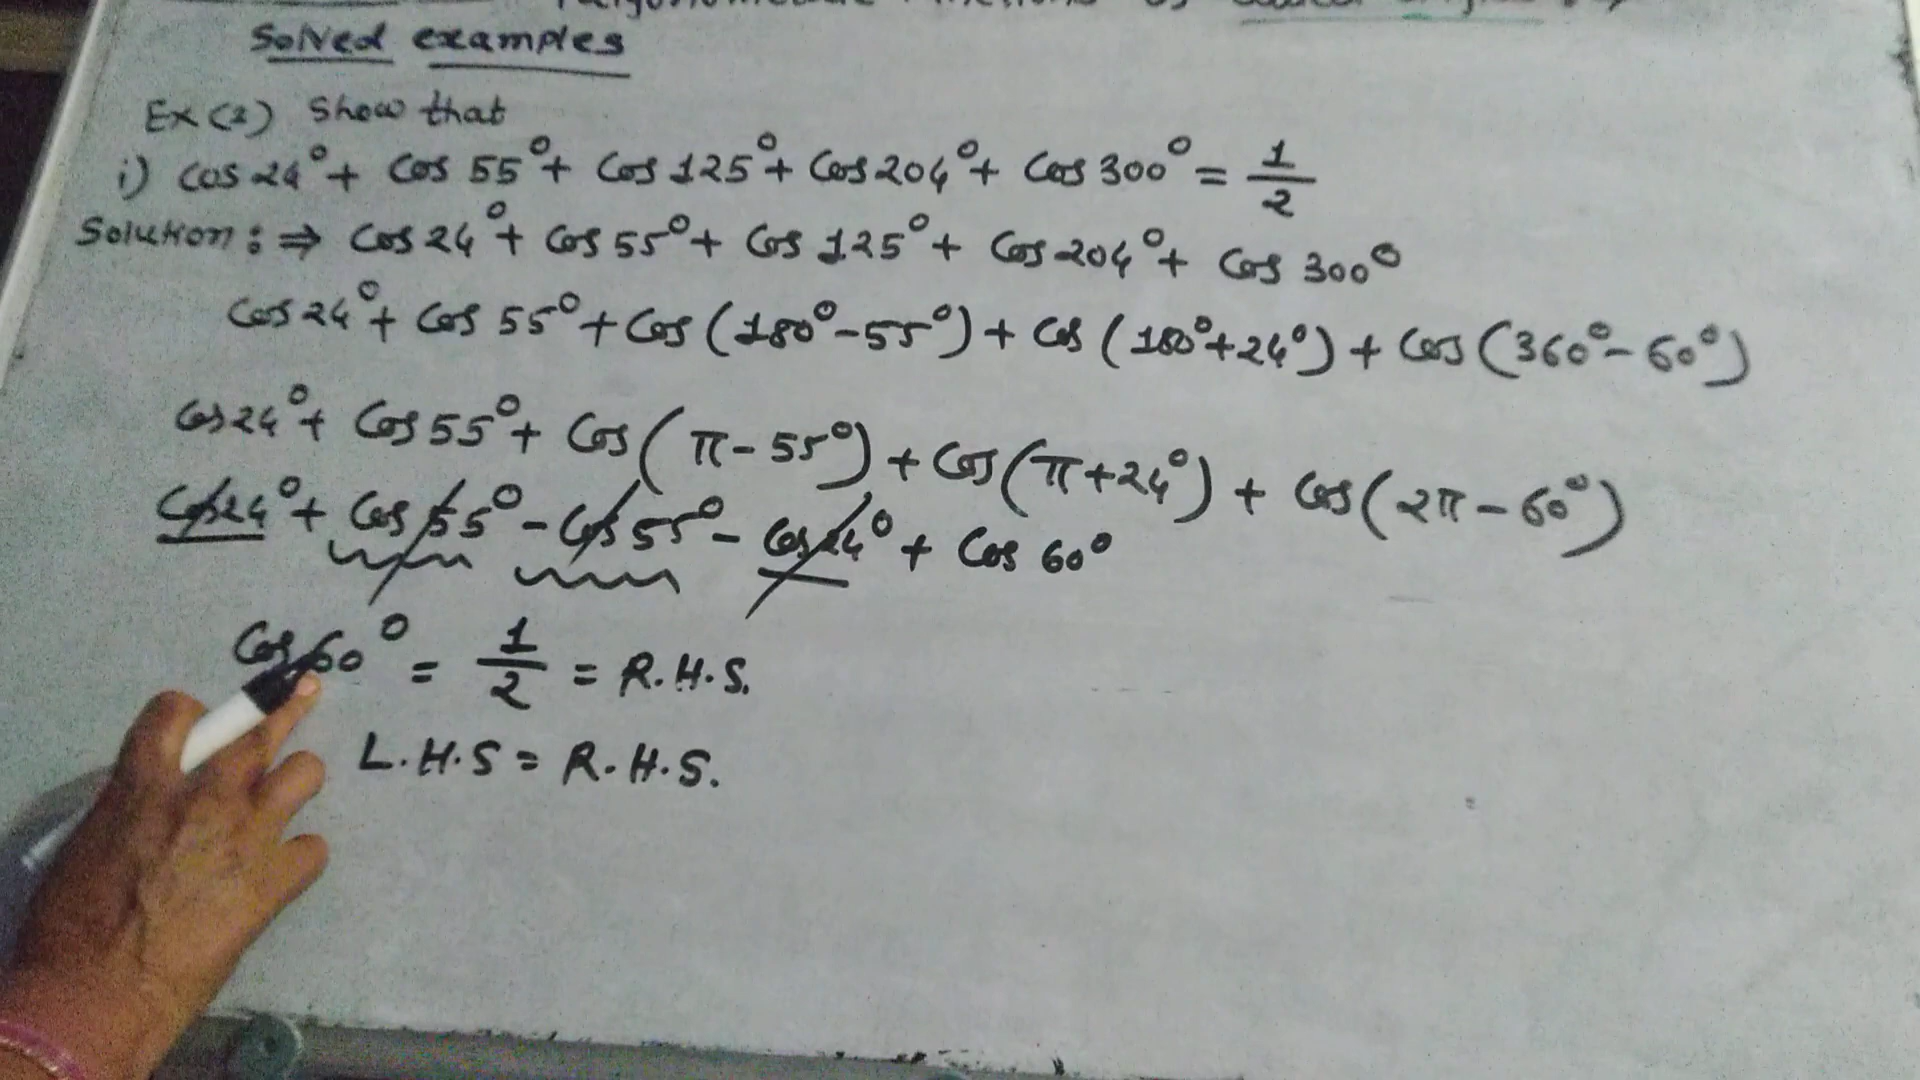 Solved examples
Ex (2) Show that
i) cos 24° + cos 55° + cos 125° + cos 204° + cos 300° = 1/2
Solution : ⇒ cos 24° + cos 55° + cos 125° + cos 204° + cos 300°
cos 24° + cos 55° + cos (180° - 55°) + cos (180° + 24°) + cos (360° - 60°)
cos 24° + cos 55° + cos (π - 55°) + cos (π + 24°) + cos (2π - 60°)
cos 24° + cos 55° - cos 55° - cos 24° + cos 60°
cos 60° = 1/2 = R.H.S.
L.H.S = R.H.S.